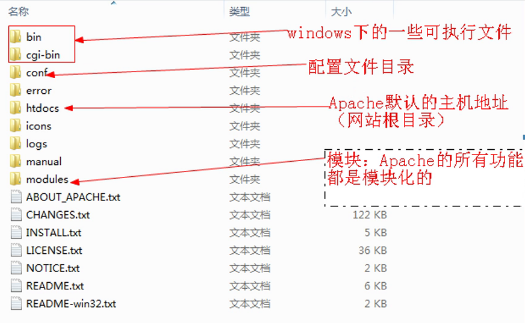 名称 类型 大小
bin 文件夹
windows下的一些可执行文件
cgi-bin 文件夹
conf 文件夹
配置文件目录
error 文件夹
htdocs 文件夹
Apache默认的主机地址
（网站根目录）
icons 文件夹
logs 文件夹
manual 文件夹
modules 文件夹
模块：Apache的所有功能
都是模块化的
ABOUT_APACHE.txt 文本文档
CHANGES.txt 文本文档 122 KB
INSTALL.txt 文本文档 5 KB
LICENSE.txt 文本文档 36 KB
NOTICE.txt 文本文档 2 KB
README.txt 文本文档 6 KB
README-win32.txt 文本文档 2 KB